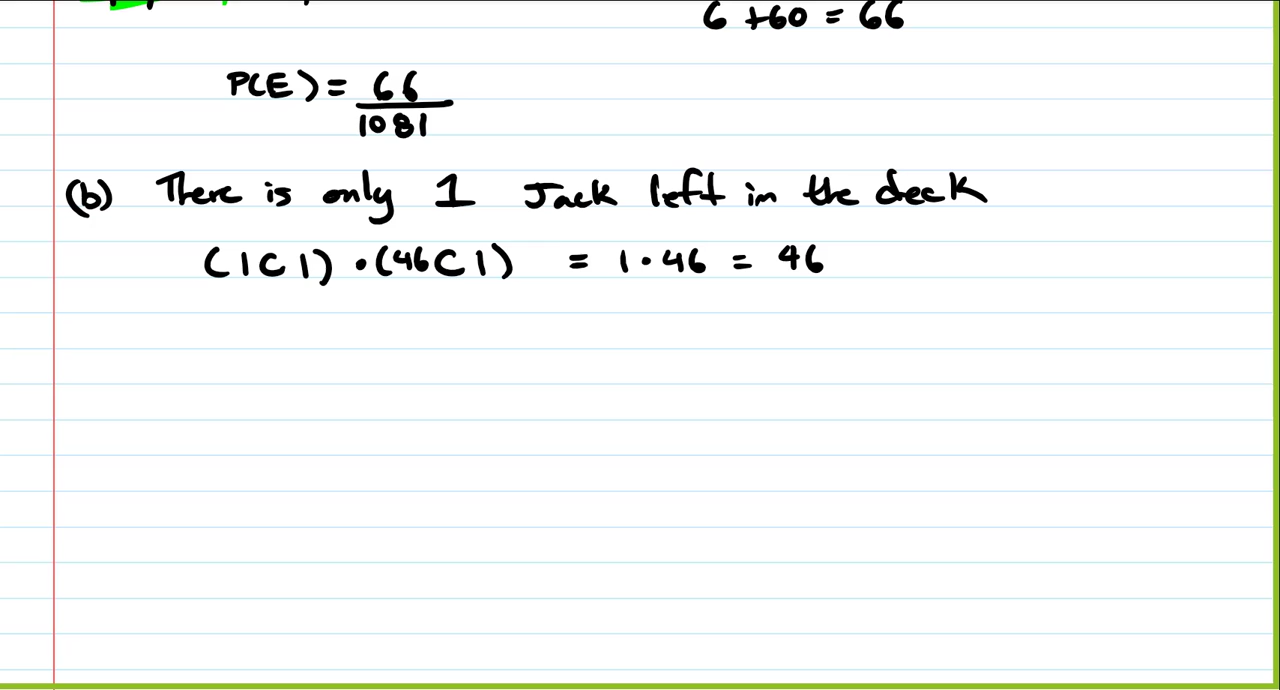 6 +60 = 66
P(E) = 66
1081
(b) There is only 1 Jack left in the deck
(1C1) • (46C1) = 1 • 46 = 46